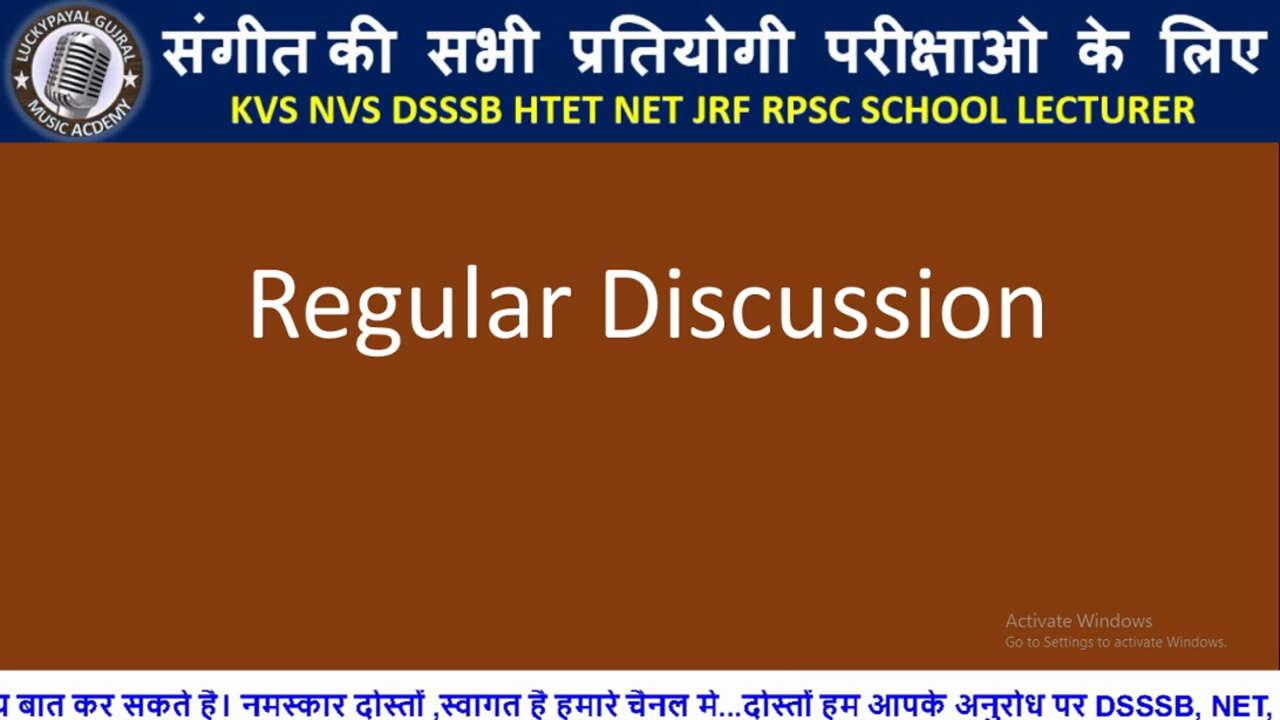 LUCKYPAYAL GUJRAL
MUSIC ACDEMY
संगीत की सभी प्रतियोगी परीक्षाओ के लिए
KVS NVS DSSSB HTET NET JRF RPSC SCHOOL LECTURER
Regular Discussion
Activate Windows
Go to Settings to activate Windows.
बात कर सकते हैं। नमस्कार दोस्तों ,स्वागत है हमारे चैनल मे...दोस्तों हम आपके अनुरोध पर DSSSB, NET,